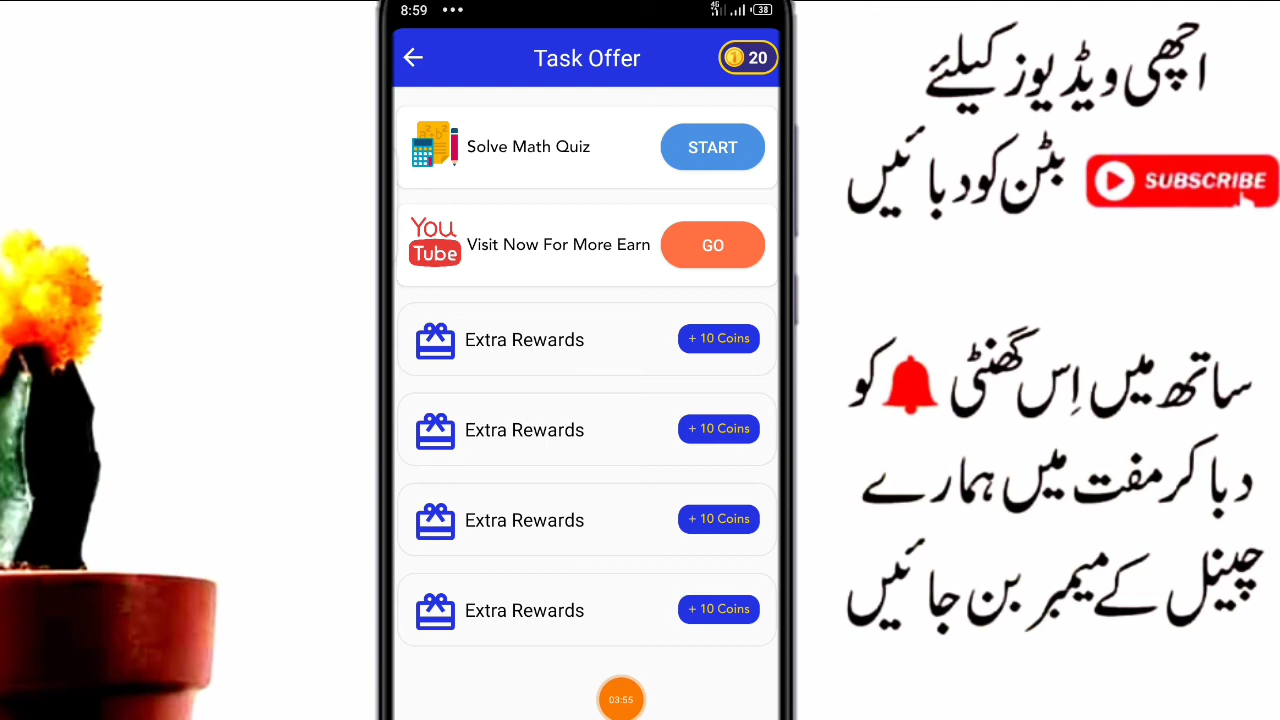 8:59
4G
38
Task Offer
20
Solve Math Quiz
START
You
Tube
Visit Now For More Earn
GO
Extra Rewards
+ 10 Coins
Extra Rewards
+ 10 Coins
Extra Rewards
+ 10 Coins
Extra Rewards
+ 10 Coins
03:55
اچھی ویڈیوز کیلئے
SUBSCRIBE بٹن کو دبائیں
ساتھ میں اِس گھنٹی کو
دبا کر مفت میں ہمارے
چینل کے میمبر بن جائیں